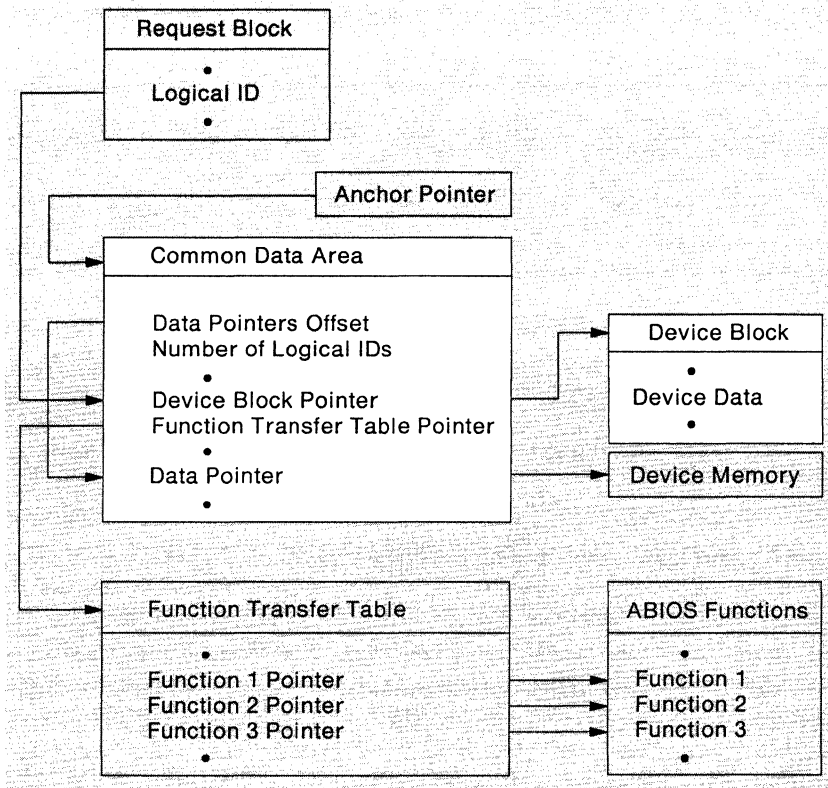 Request Block
•
Logical ID
•
Anchor Pointer
Common Data Area
Data Pointers Offset
Number of Logical IDs
•
Device Block Pointer
Function Transfer Table Pointer
•
Data Pointer
•
Device Block
•
Device Data
•
Device Memory
Function Transfer Table
•
Function 1 Pointer
Function 2 Pointer
Function 3 Pointer
•
ABIOS Functions
•
Function 1
Function 2
Function 3
•